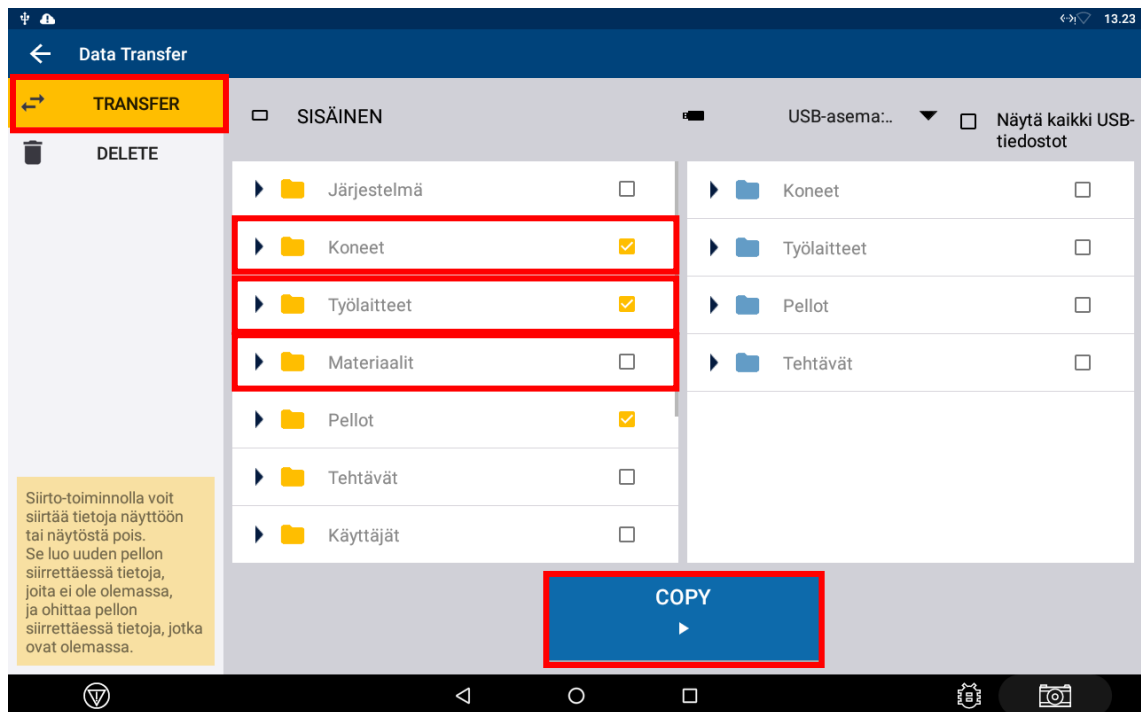 13.23
Data Transfer
TRANSFER
DELETE
SISÄINEN
USB-asema:..
Näytä kaikki USB-
tiedostot
Järjestelmä
Koneet
Työlaitteet
Materiaalit
Pellot
Tehtävät
Käyttäjät
Koneet
Työlaitteet
Pellot
Tehtävät
Siirto-toiminnolla voit
siirtää tietoja näyttöön
tai näytöstä pois.
Se luo uuden pellon
siirrettäessä tietoja,
joita ei ole olemassa,
ja ohittaa pellon
siirrettäessä tietoja, jotka
ovat olemassa.
COPY